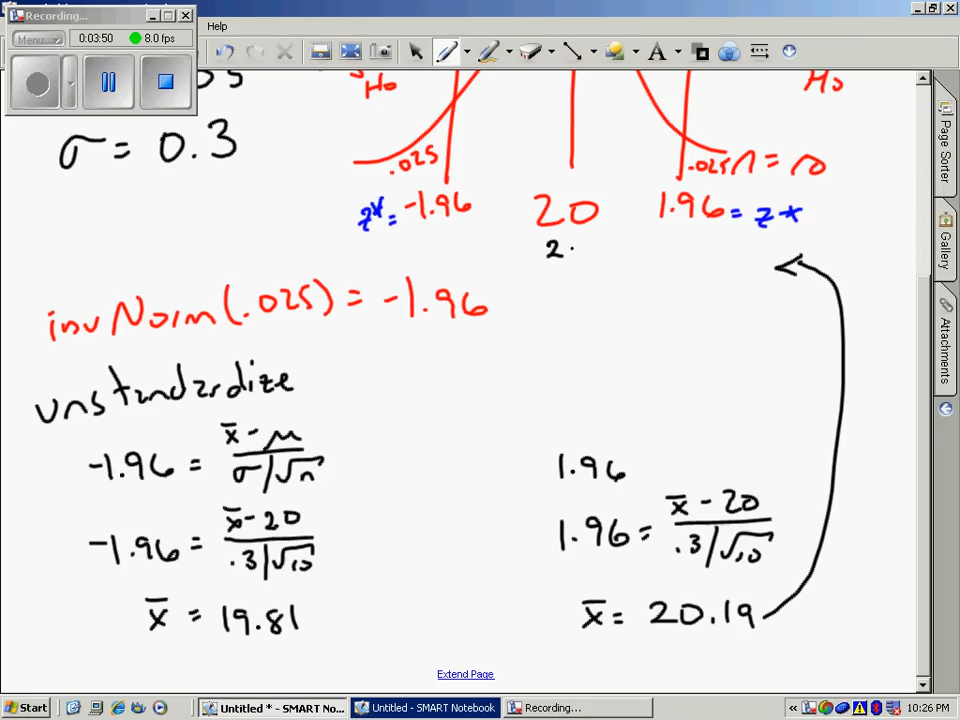 Recording...
Menu
0:03:50 8.0 fps
Help
H₀
H₀
σ = 0.3
.025
.025
n = 10
z* = -1.96
20
1.96 = z*
2.
invNorm(.025) = -1.96
unstandardize
-1.96 = x̄ - μ / σ/√n
1.96
-1.96 = x̄ - 20 / .3/√10
1.96 = x̄ - 20 / .3/√10
x̄ = 19.81
x̄ = 20.19
Extend Page
Page Sorter
Gallery
Attachments
Start
Untitled * - SMART No...
Untitled - SMART Notebook
Recording...
10:26 PM